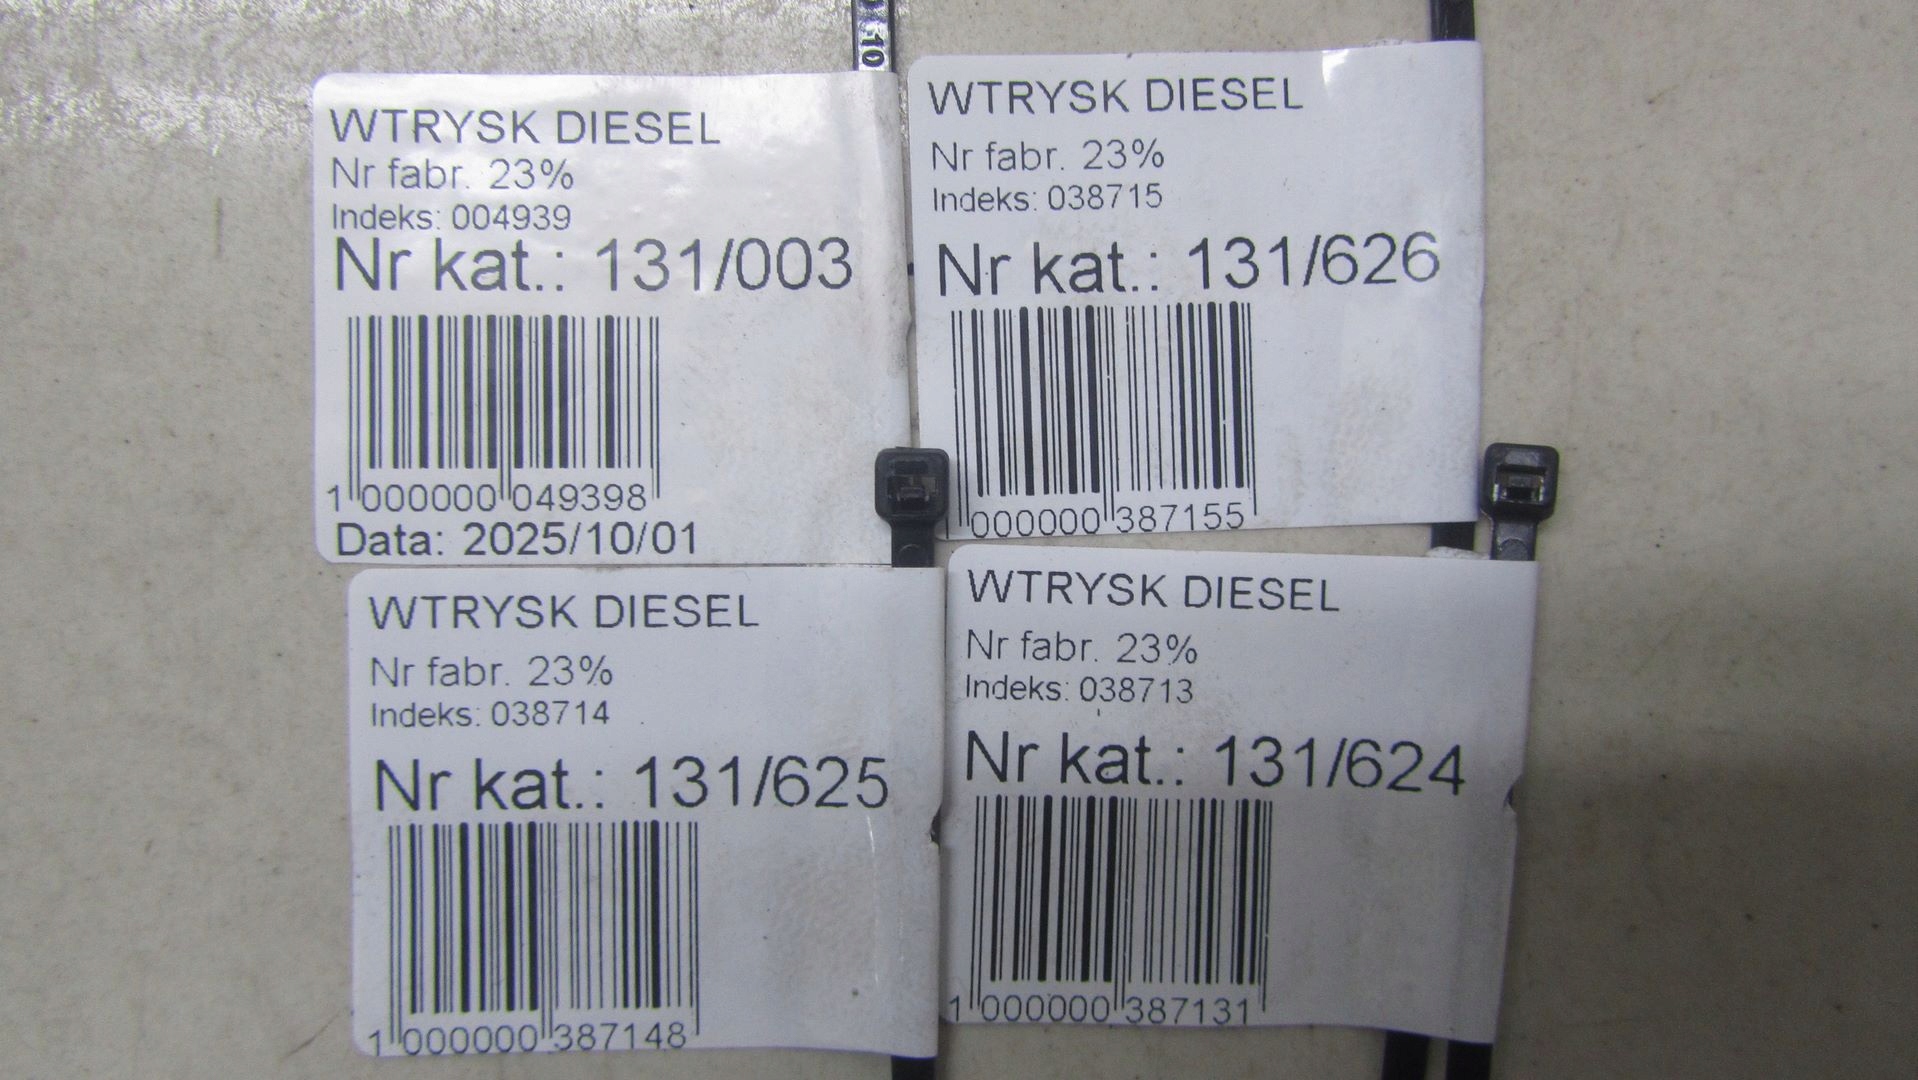 10
WTRYSK DIESEL
Nr fabr. 23%
Indeks: 004939
Nr kat.: 131/003
1 000000 049398
Data: 2025/10/01
WTRYSK DIESEL
Nr fabr. 23%
Indeks: 038715
Nr kat.: 131/626
000000 387155
WTRYSK DIESEL
Nr fabr. 23%
Indeks: 038714
Nr kat.: 131/625
1 000000 387148
WTRYSK DIESEL
Nr fabr. 23%
Indeks: 038713
Nr kat.: 131/624
1 000000 387131